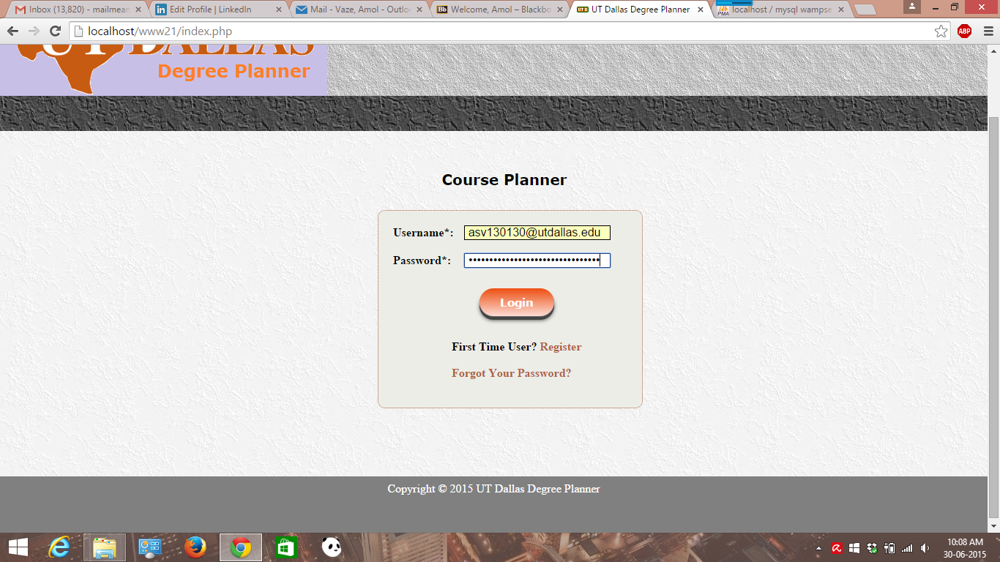 Inbox (13,820) - mailmean
Edit Profile | LinkedIn
Mail - Vaze, Amol - Outlo
Welcome, Amol – Blackbo
UT Dallas Degree Planner
localhost / mysql wampse
localhost/www21/index.php
ABP
UT DALLAS
Degree Planner
Course Planner
Username*: asv130130@utdallas.edu
Password*: ••••••••••••••••••••••••••••••••
Login
First Time User? Register
Forgot Your Password?
Copyright © 2015 UT Dallas Degree Planner
10:08 AM
30-06-2015